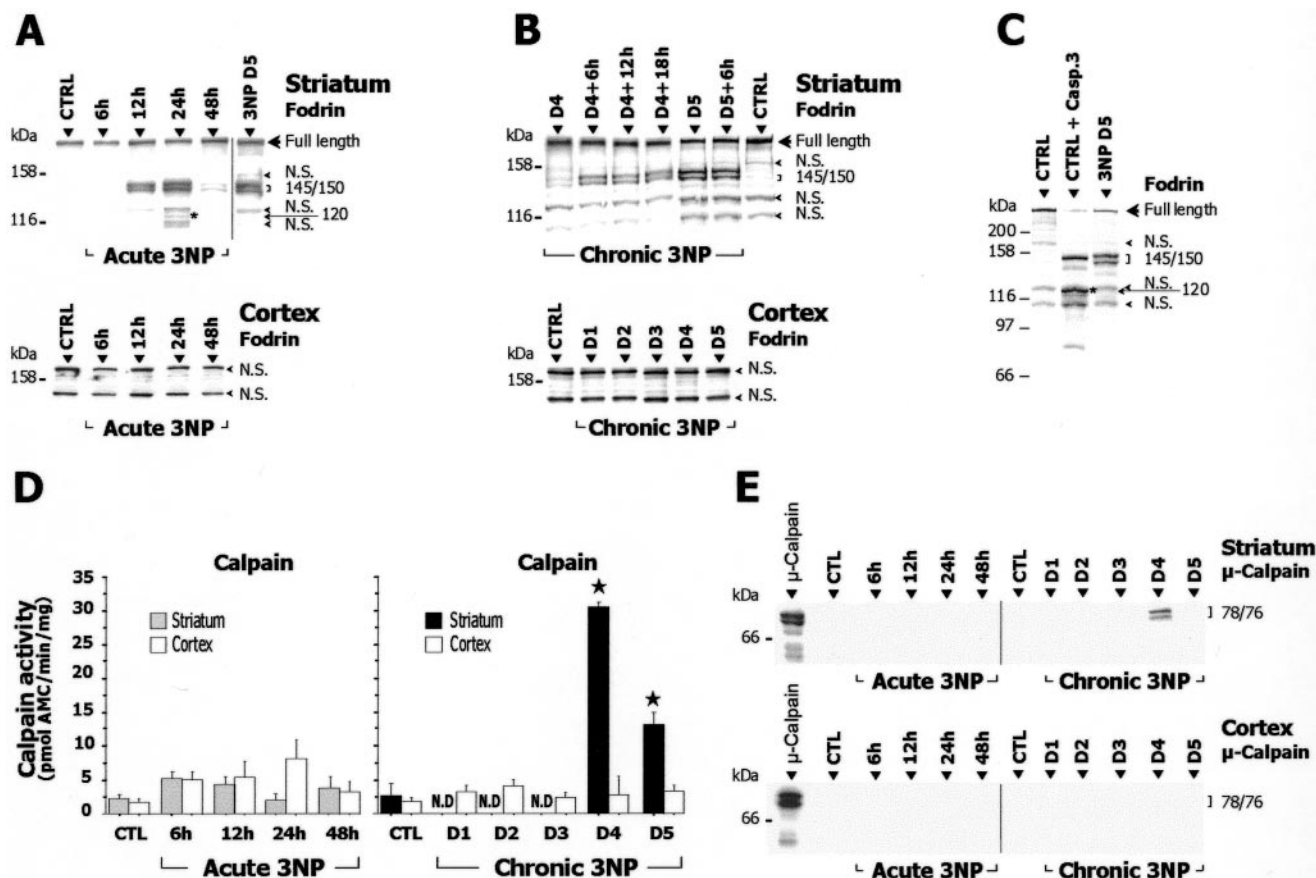 A
CTRL
6h
12h
24h
48h
3NP D5
Striatum
Fodrin
kDa
Full length
158
N.S.
145/150
N.S.
*
120
116
N.S.
Acute 3NP
Cortex
Fodrin
CTRL
6h
12h
24h
48h
kDa
158
N.S.
N.S.
Acute 3NP
B
D4
D4+6h
D4+12h
D4+18h
D5
D5+6h
CTRL
Striatum
Fodrin
kDa
Full length
158
N.S.
145/150
N.S.
116
N.S.
Chronic 3NP
Cortex
Fodrin
CTRL
D1
D2
D3
D4
D5
kDa
158
N.S.
N.S.
Chronic 3NP
C
CTRL
CTRL + Casp.3
3NP D5
Fodrin
kDa
Full length
200
N.S.
158
145/150
N.S.
*
120
116
N.S.
97
66
D
Calpain
Calpain
Calpain activity
(pmol AMC/min/mg)
35
30
25
20
15
10
5
0
Striatum
Cortex
Striatum
Cortex
★
★
N.D N.D N.D
CTL 6h 12h 24h 48h
CTL D1 D2 D3 D4 D5
Acute 3NP
Chronic 3NP
E
μ-Calpain
CTL
6h
12h
24h
48h
CTL
D1
D2
D3
D4
D5
Striatum
μ-Calpain
kDa
78/76
66
Acute 3NP
Chronic 3NP
μ-Calpain
CTL
6h
12h
24h
48h
CTL
D1
D2
D3
D4
D5
Cortex
μ-Calpain
kDa
78/76
66
Acute 3NP
Chronic 3NP